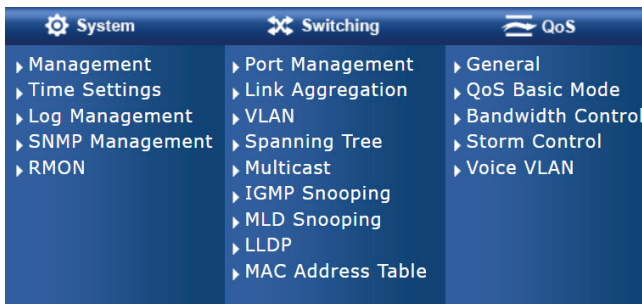 System
Management
Time Settings
Log Management
SNMP Management
RMON
Switching
Port Management
Link Aggregation
VLAN
Spanning Tree
Multicast
IGMP Snooping
MLD Snooping
LLDP
MAC Address Table
QoS
General
QoS Basic Mode
Bandwidth Control
Storm Control
Voice VLAN